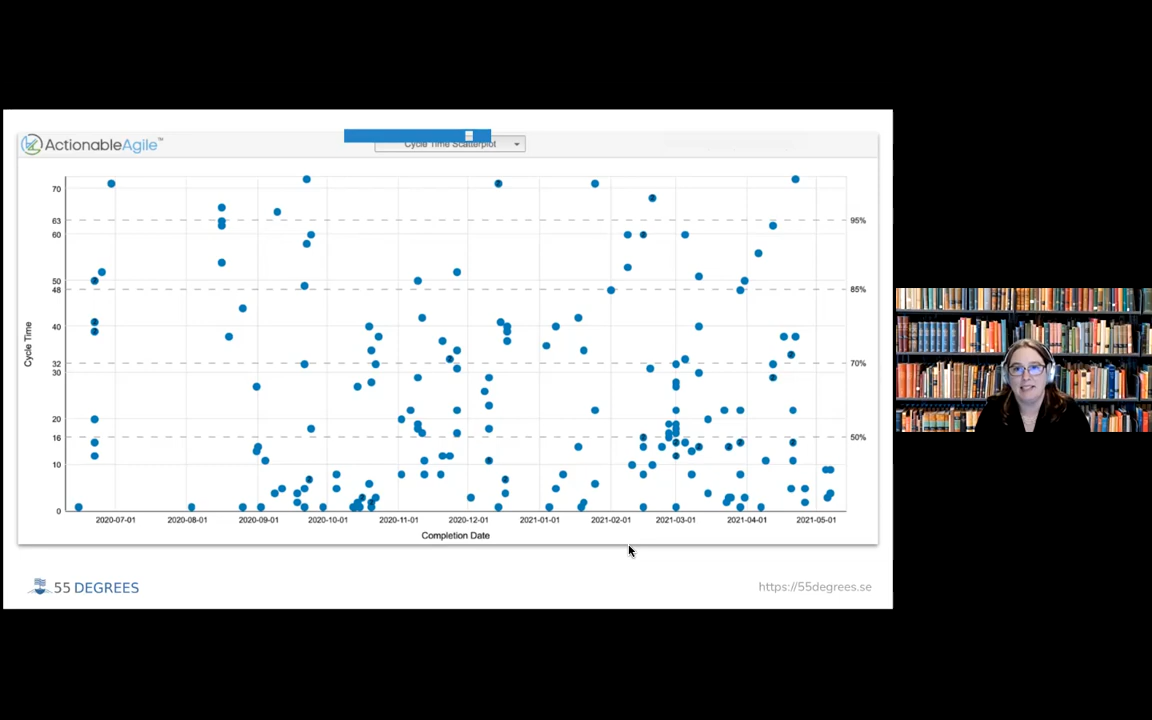 ActionableAgile™
Cycle Time Scatterplot
70
63
60
50
48
40
32
30
20
16
10
0
95%
85%
70%
50%
Cycle Time
2020-07-01 2020-08-01 2020-09-01 2020-10-01 2020-11-01 2020-12-01 2021-01-01 2021-02-01 2021-03-01 2021-04-01 2021-05-01
Completion Date
55 DEGREES
https://55degrees.se